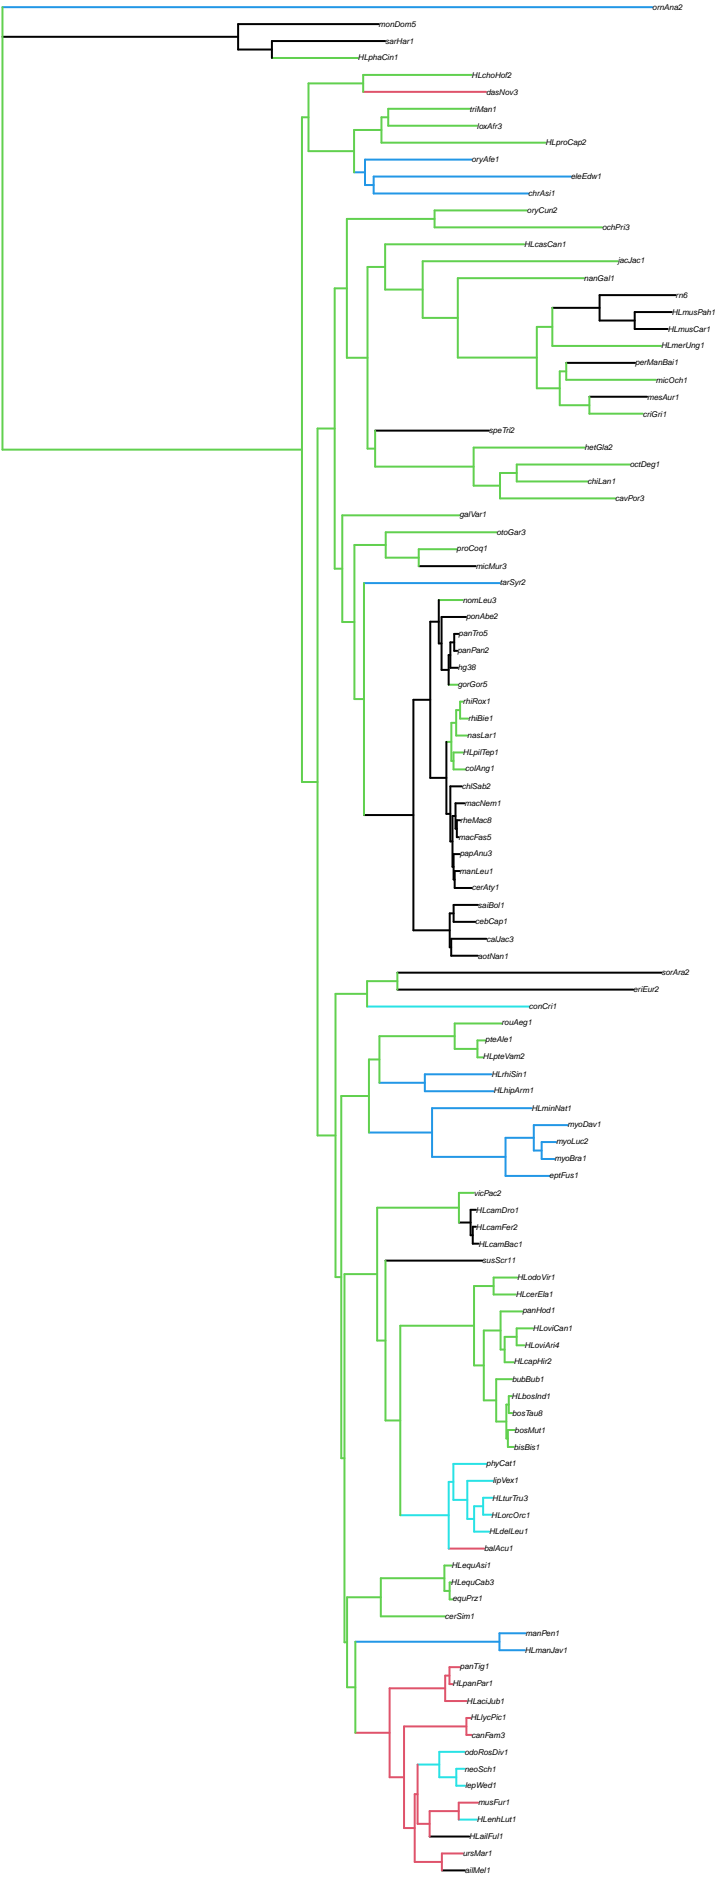 ornAna2
monDom5
sarHar1
HLphaCin1
HLchoHof2
dasNov3
triMan1
loxAfr3
HLproCap2
oryAfe1
eleEdw1
chrAsi1
oryCun2
ochPri3
HLcasCan1
jacJac1
nanGal1
rn6
HLmusPah1
HLmusCar1
HLmerUng1
perManBai1
micOch1
mesAur1
criGri1
speTri2
hetGla2
octDeg1
chiLan1
cavPor3
galVar1
otoGar3
proCoq1
micMur3
tarSyr2
nomLeu3
ponAbe2
panTro5
panPan2
hg38
gorGor5
rhiRox1
rhiBie1
nasLar1
HLpilTep1
colAng1
chlSab2
macNem1
rheMac8
macFas5
papAnu3
manLeu1
cerAty1
saiBol1
cebCap1
calJac3
aotNan1
sorAra2
eriEur2
conCri1
rouAeg1
pteAle1
HLpteVam2
HLrhiSin1
HLhipArm1
HLminNat1
myoDav1
myoLuc2
myoBra1
eptFus1
vicPac2
HLcamDro1
HLcamFer2
HLcamBac1
susScr11
HLodoVir1
HLcerEla1
panHod1
HLoviCan1
HLoviAri4
HLcapHir2
bubBub1
HLbosInd1
bosTau8
bosMut1
bisBis1
phyCat1
lipVex1
HLturTru3
HLorcOrc1
HLdelLeu1
balAcu1
HLequAsi1
HLequCab3
equPrz1
cerSim1
manPen1
HLmanJav1
panTig1
HLpanPar1
HLaciJub1
HLlycPic1
canFam3
odoRosDiv1
neoSch1
lepWed1
musFur1
HLenhLut1
HLailFul1
ursMar1
ailMel1